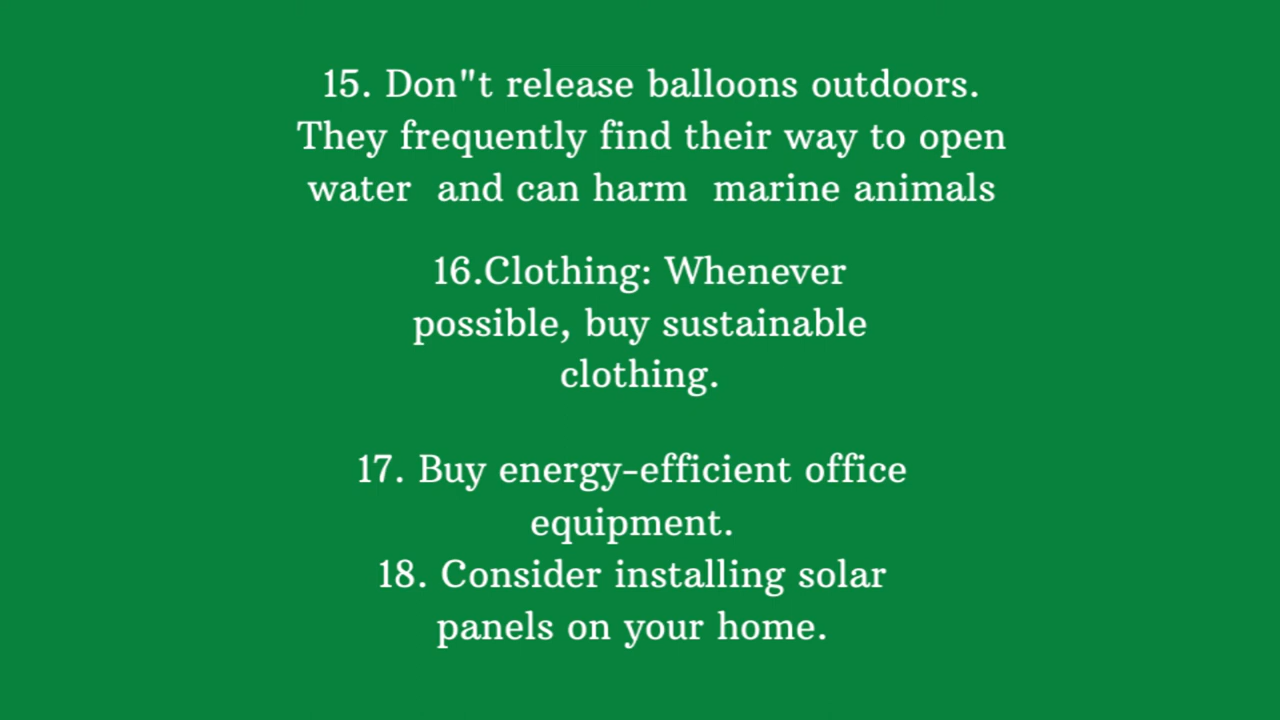 15. Don"t release balloons outdoors.
They frequently find their way to open
water  and can harm  marine animals
16.Clothing: Whenever
possible, buy sustainable
clothing.
17. Buy energy-efficient office
equipment.
18. Consider installing solar
panels on your home.